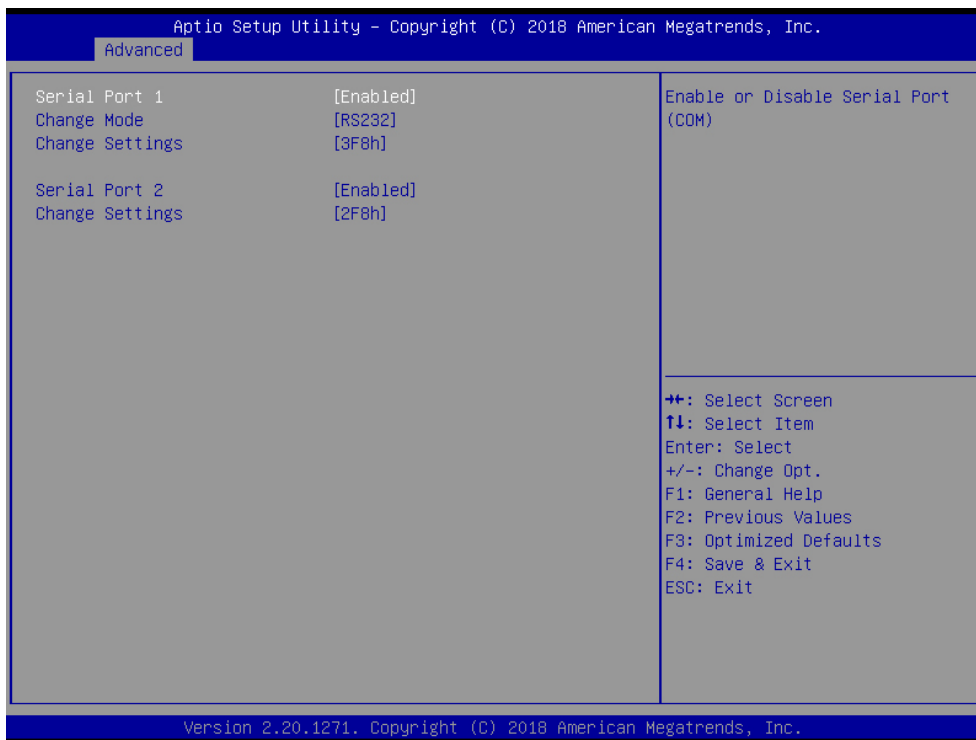 Aptio Setup Utility – Copyright (C) 2018 American Megatrends, Inc.
Advanced
Serial Port 1 [Enabled]
Change Mode [RS232]
Change Settings [3F8h]
Serial Port 2 [Enabled]
Change Settings [2F8h]
Enable or Disable Serial Port
(COM)
→←: Select Screen
↑↓: Select Item
Enter: Select
+/-: Change Opt.
F1: General Help
F2: Previous Values
F3: Optimized Defaults
F4: Save & Exit
ESC: Exit
Version 2.20.1271. Copyright (C) 2018 American Megatrends, Inc.